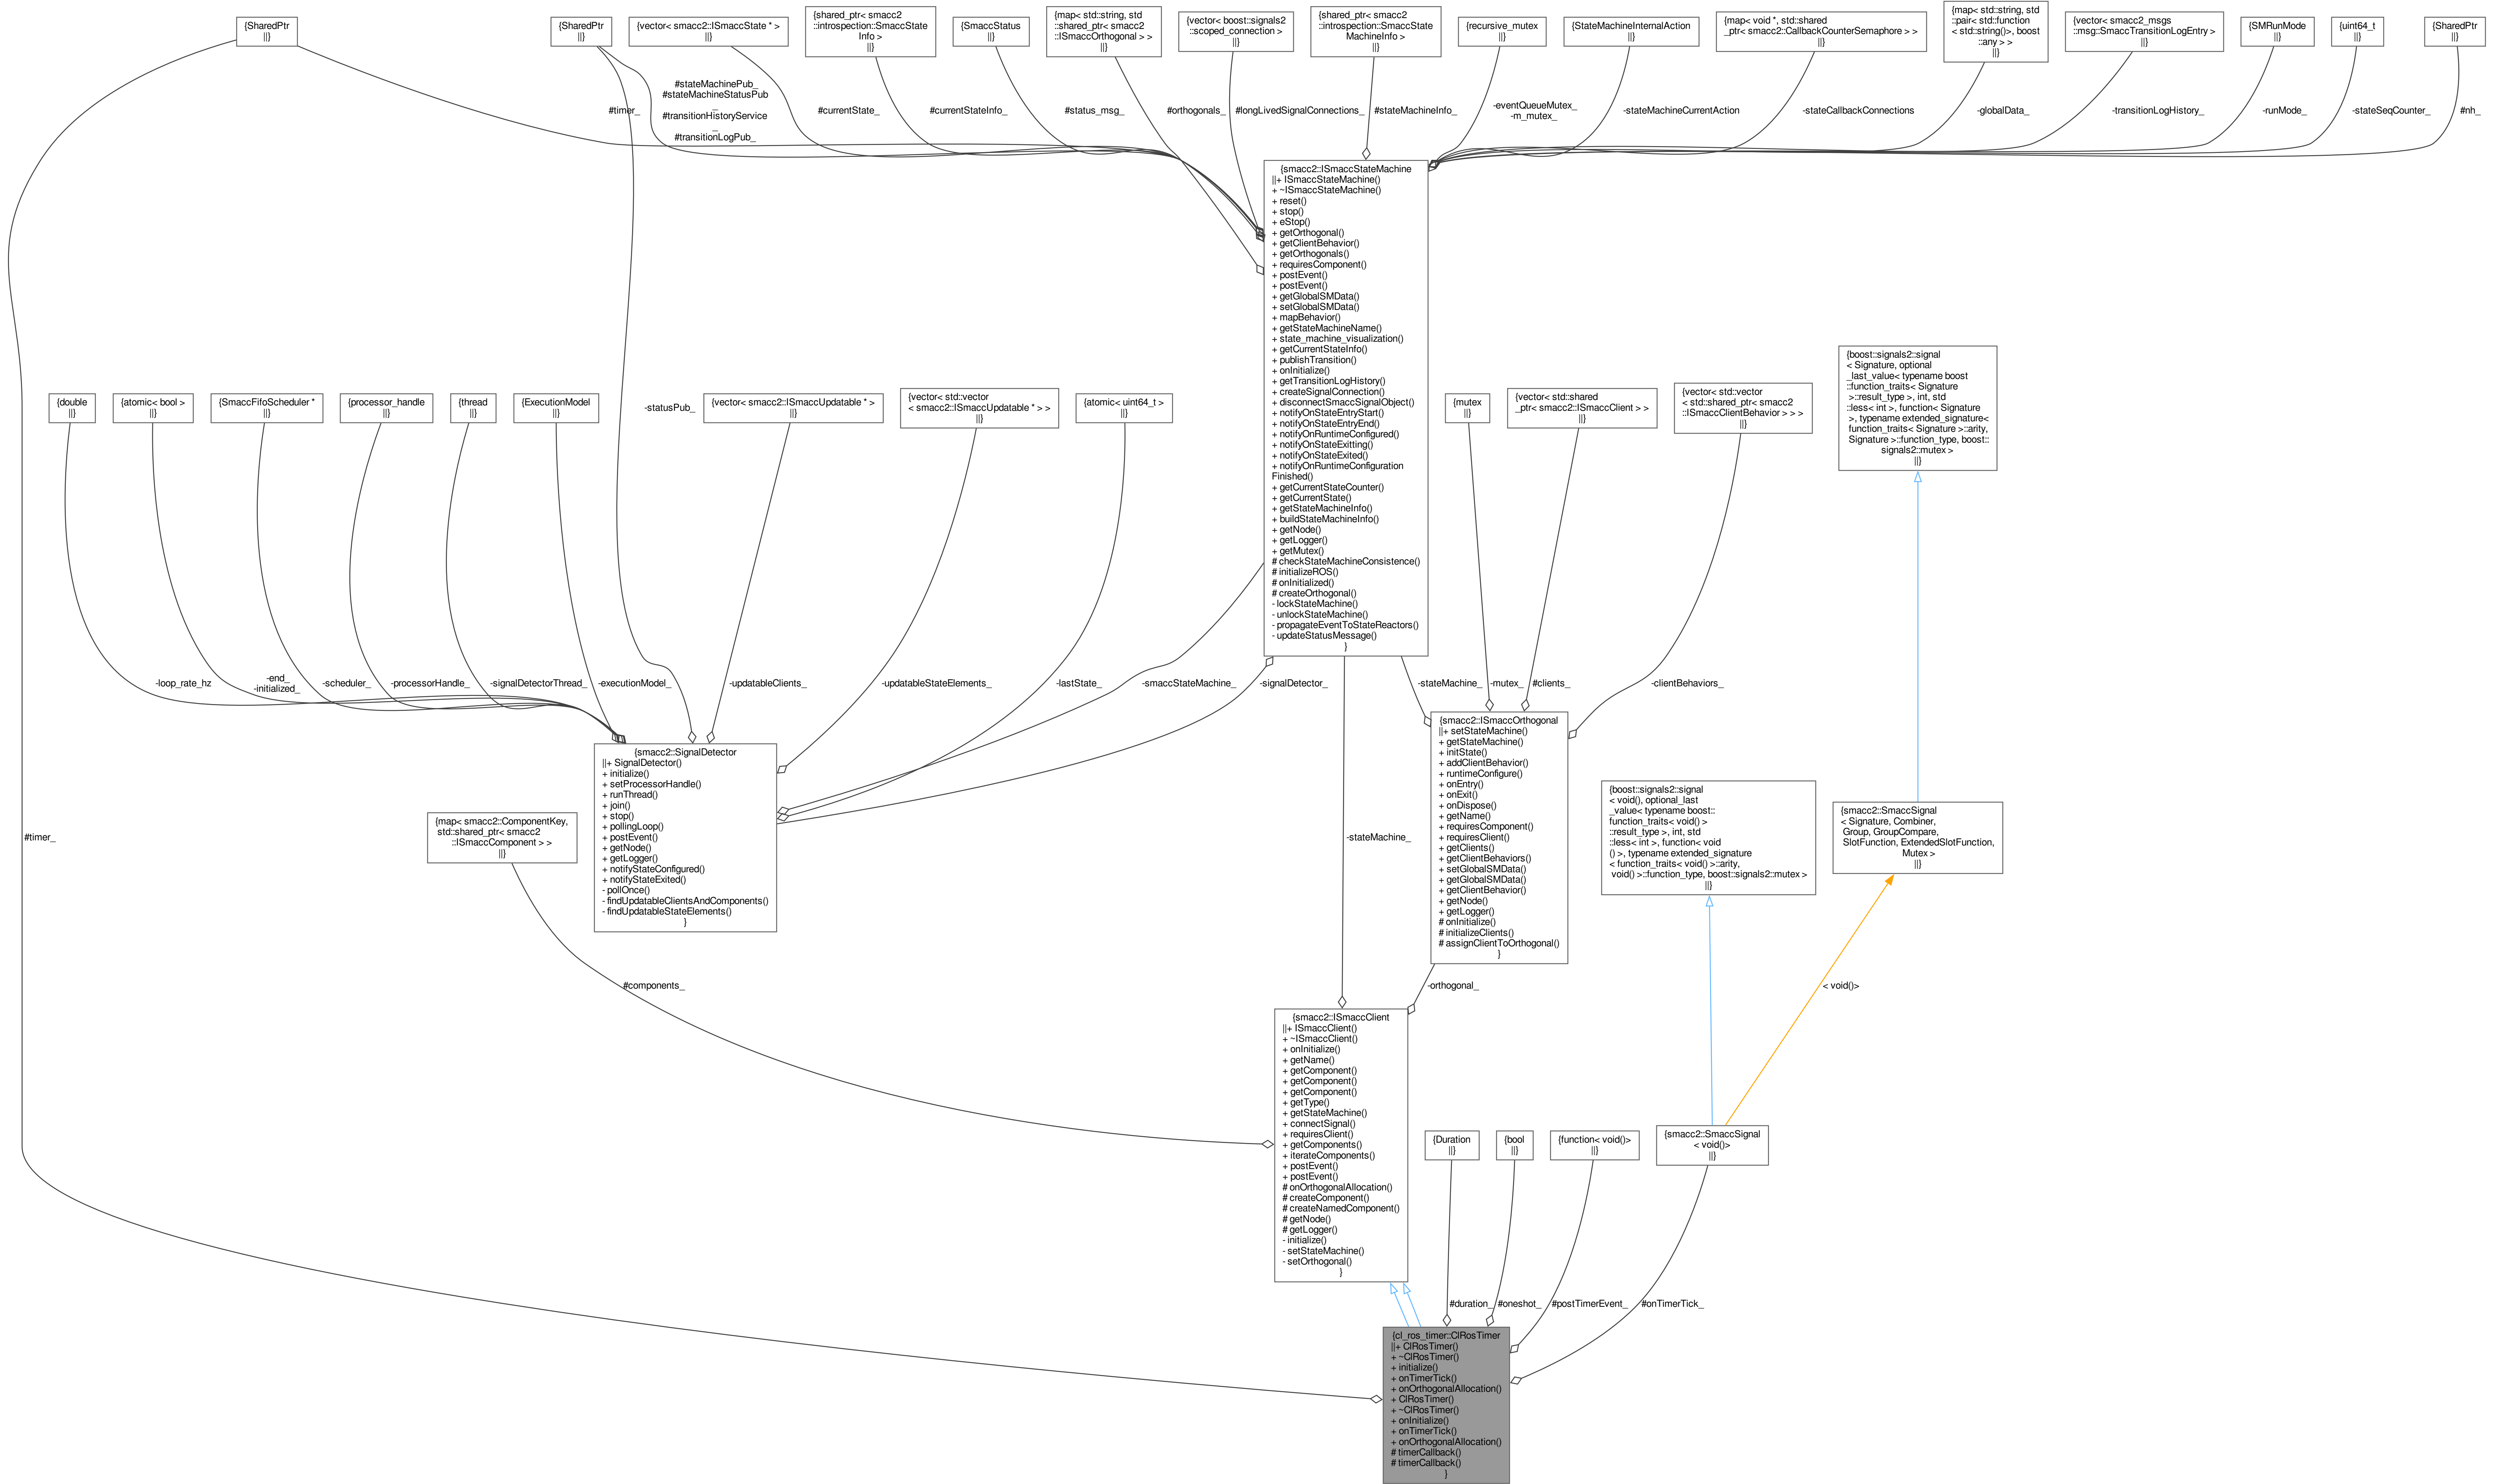 {SharedPtr
||}
{SharedPtr
||}
{vector< smacc2::ISmaccState * >
||}
{shared_ptr< smacc2
::introspection::SmaccState
Info >
||}
{SmaccStatus
||}
{map< std::string, std
::shared_ptr< smacc2
::ISmaccOrthogonal > >
||}
{vector< boost::signals2
::scoped_connection >
||}
{shared_ptr< smacc2
::introspection::SmaccState
MachineInfo >
||}
{recursive_mutex
||}
{StateMachineInternalAction
||}
{map< void *, std::shared
_ptr< smacc2::CallbackCounterSemaphore > >
||}
{map< std::string, std
::pair< std::function
< std::string()>, boost
::any > >
||}
{vector< smacc2_msgs
::msg::SmaccTransitionLogEntry >
||}
{SMRunMode
||}
{uint64_t
||}
{SharedPtr
||}
#timer_
#stateMachinePub_
#stateMachineStatusPub
_
#transitionHistoryService
_
#transitionLogPub_
#currentState_
#currentStateInfo_
#status_msg_
#orthogonals_
#longLivedSignalConnections_
#stateMachineInfo_
-eventQueueMutex_
-m_mutex_
-stateMachineCurrentAction
-stateCallbackConnections
-globalData_
-transitionLogHistory_
-runMode_
-stateSeqCounter_
#nh_
{smacc2::ISmaccStateMachine
||+ ISmaccStateMachine()
+ ~ISmaccStateMachine()
+ reset()
+ stop()
+ eStop()
+ getOrthogonal()
+ getClientBehavior()
+ getOrthogonals()
+ requiresComponent()
+ postEvent()
+ postEvent()
+ getGlobalSMData()
+ setGlobalSMData()
+ mapBehavior()
+ getStateMachineName()
+ state_machine_visualization()
+ getCurrentStateInfo()
+ publishTransition()
+ onInitialize()
+ getTransitionLogHistory()
+ createSignalConnection()
+ disconnectSmaccSignalObject()
+ notifyOnStateEntryStart()
+ notifyOnStateEntryEnd()
+ notifyOnRuntimeConfigured()
+ notifyOnStateExitting()
+ notifyOnStateExited()
+ notifyOnRuntimeConfiguration
Finished()
+ getCurrentStateCounter()
+ getCurrentState()
+ getStateMachineInfo()
+ buildStateMachineInfo()
+ getNode()
+ getLogger()
+ getMutex()
# checkStateMachineConsistence()
# initializeROS()
# onInitialized()
# createOrthogonal()
- lockStateMachine()
- unlockStateMachine()
- propagateEventToStateReactors()
- updateStatusMessage()
}
{boost::signals2::signal
< Signature, optional
_last_value< typename boost
::function_traits< Signature
>::result_type >, int, std
::less< int >, function< Signature
>, typename extended_signature<
function_traits< Signature >::arity,
Signature >::function_type, boost::
signals2::mutex >
||}
{double
||}
{atomic< bool >
||}
{SmaccFifoScheduler *
||}
{processor_handle
||}
{thread
||}
{ExecutionModel
||}
-statusPub_
{vector< smacc2::ISmaccUpdatable * >
||}
{vector< std::vector
< smacc2::ISmaccUpdatable * > >
||}
{atomic< uint64_t >
||}
{mutex
||}
{vector< std::shared
_ptr< smacc2::ISmaccClient > >
||}
{vector< std::vector
< std::shared_ptr< smacc2
::ISmaccClientBehavior > > >
||}
-loop_rate_hz
-end_
-initialized_
-scheduler_
-processorHandle_
-signalDetectorThread_
-executionModel_
-updatableClients_
-updatableStateElements_
-lastState_
-smaccStateMachine_
-signalDetector_
-stateMachine_
-mutex_
#clients_
-clientBehaviors_
{smacc2::SignalDetector
||+ SignalDetector()
+ initialize()
+ setProcessorHandle()
+ runThread()
+ join()
+ stop()
+ pollingLoop()
+ postEvent()
+ getNode()
+ getLogger()
+ notifyStateConfigured()
+ notifyStateExited()
- pollOnce()
- findUpdatableClientsAndComponents()
- findUpdatableStateElements()
}
{smacc2::ISmaccOrthogonal
||+ setStateMachine()
+ getStateMachine()
+ initState()
+ addClientBehavior()
+ runtimeConfigure()
+ onEntry()
+ onExit()
+ onDispose()
+ getName()
+ requiresComponent()
+ requiresClient()
+ getClients()
+ getClientBehaviors()
+ setGlobalSMData()
+ getGlobalSMData()
+ getClientBehavior()
+ getNode()
+ getLogger()
# onInitialize()
# initializeClients()
# assignClientToOrthogonal()
}
{boost::signals2::signal
< void(), optional_last
_value< typename boost::
function_traits< void() >
::result_type >, int, std
::less< int >, function< void
() >, typename extended_signature
< function_traits< void() >::arity,
void() >::function_type, boost::signals2::mutex >
||}
{smacc2::SmaccSignal
< Signature, Combiner,
Group, GroupCompare,
SlotFunction, ExtendedSlotFunction,
Mutex >
||}
{map< smacc2::ComponentKey,
std::shared_ptr< smacc2
::ISmaccComponent > >
||}
#timer_
-stateMachine_
#components_
-orthogonal_
< void()>
{smacc2::ISmaccClient
||+ ISmaccClient()
+ ~ISmaccClient()
+ onInitialize()
+ getName()
+ getComponent()
+ getComponent()
+ getComponent()
+ getType()
+ getStateMachine()
+ connectSignal()
+ requiresClient()
+ getComponents()
+ iterateComponents()
+ postEvent()
+ postEvent()
# onOrthogonalAllocation()
# createComponent()
# createNamedComponent()
# getNode()
# getLogger()
- initialize()
- setStateMachine()
- setOrthogonal()
}
{Duration
||}
{bool
||}
{function< void()>
||}
{smacc2::SmaccSignal
< void()>
||}
#duration_
#oneshot_
#postTimerEvent_
#onTimerTick_
{cl_ros_timer::ClRosTimer
||+ ClRosTimer()
+ ~ClRosTimer()
+ initialize()
+ onTimerTick()
+ onOrthogonalAllocation()
+ ClRosTimer()
+ ~ClRosTimer()
+ onInitialize()
+ onTimerTick()
+ onOrthogonalAllocation()
# timerCallback()
# timerCallback()
}